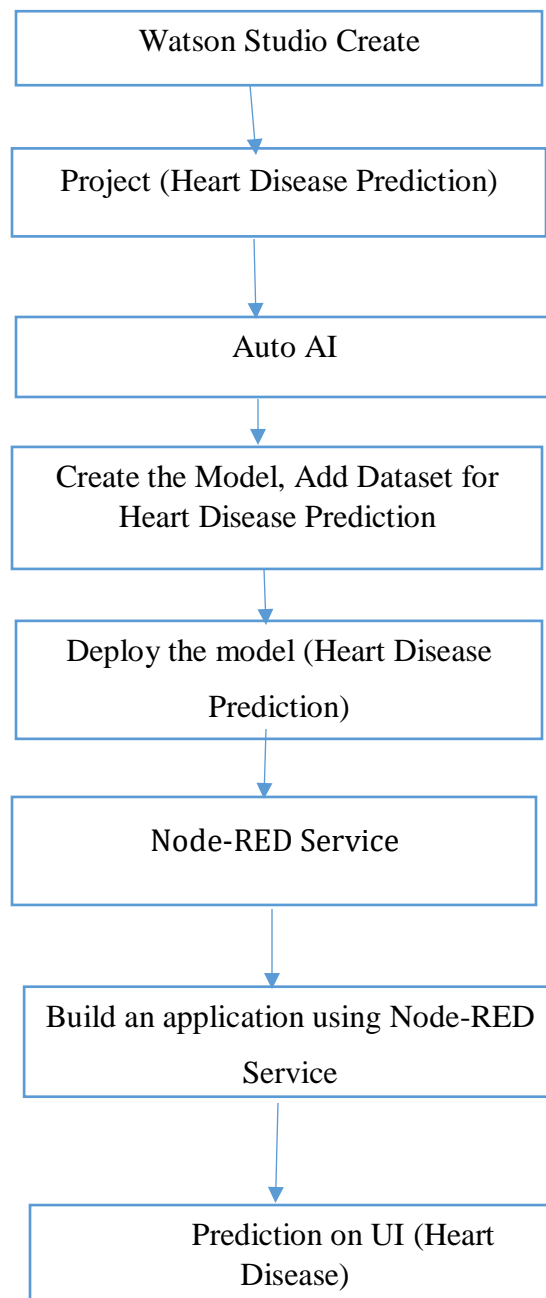 Watson Studio Create
Project (Heart Disease Prediction)
Auto AI
Create the Model, Add Dataset for
Heart Disease Prediction
Deploy the model (Heart Disease
Prediction)
Node-RED Service
Build an application using Node-RED
Service
Prediction on UI (Heart
Disease)